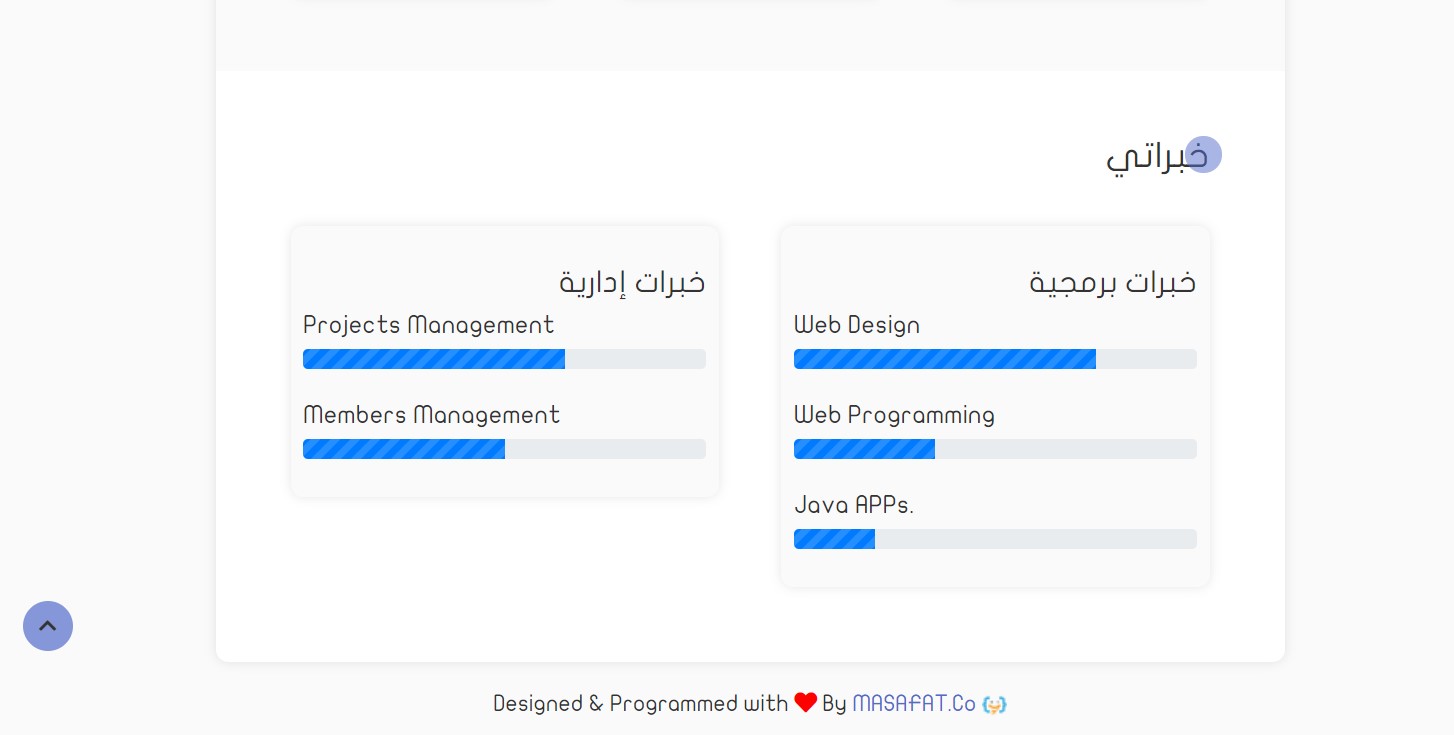 خبراتي
خبرات برمجية
Web Design
Web Programming
Java APPs.
خبرات إدارية
Projects Management
Members Management
Designed & Programmed with ❤ By MASAFAT.Co